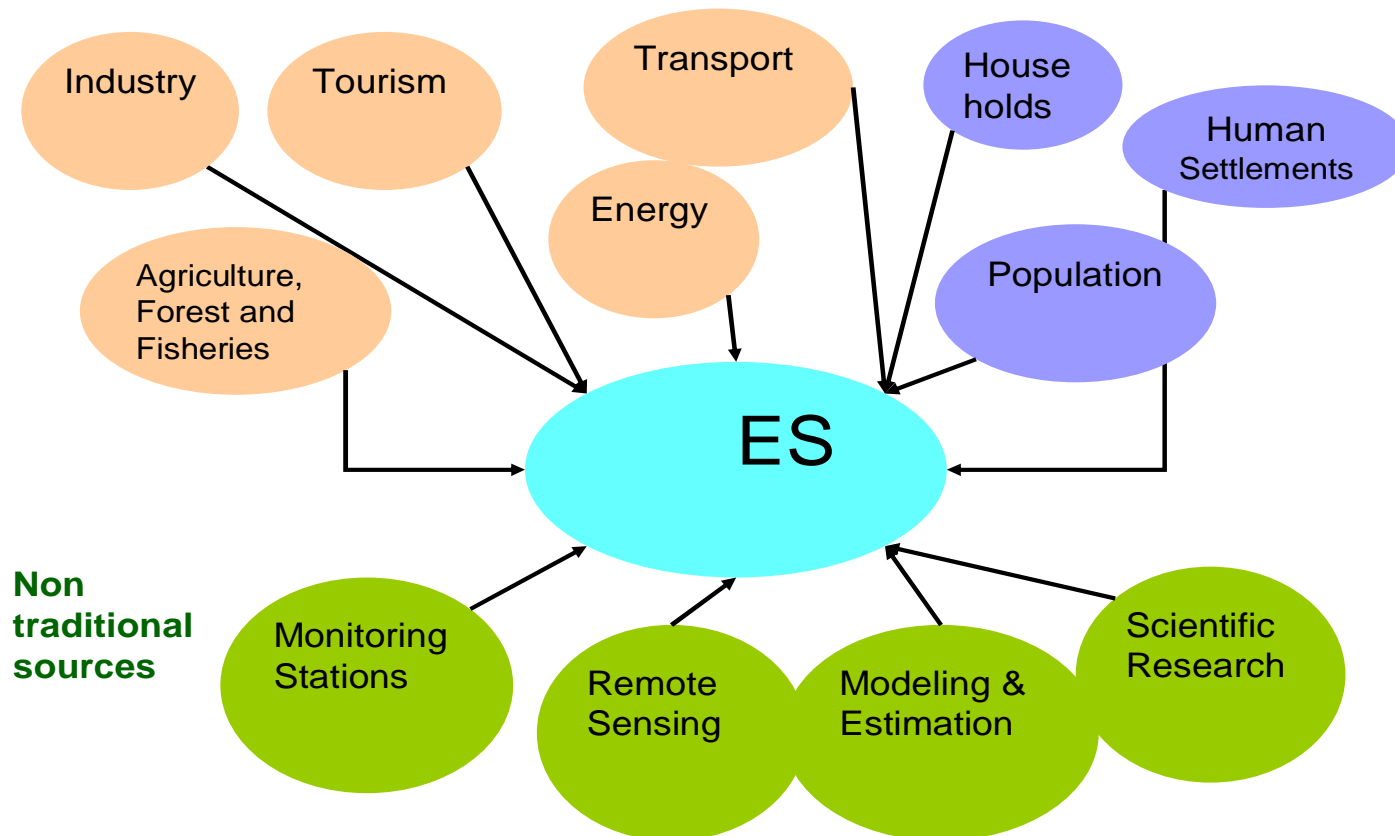 Industry
Tourism
Transport
House
holds
Human
Settlements
Energy
Population
Agriculture,
Forest and
Fisheries
ES
Non
traditional
sources
Monitoring
Stations
Remote
Sensing
Modeling &
Estimation
Scientific
Research